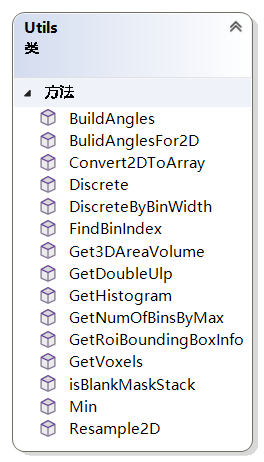 Utils
类
方法
BuildAngles
BulidAnglesFor2D
Convert2DToArray
Discrete
DiscreteByBinWidth
FindBinIndex
Get3DAreaVolume
GetDoubleUlp
GetHistogram
GetNumOfBinsByMax
GetRoiBoundingBoxInfo
GetVoxels
isBlankMaskStack
Min
Resample2D